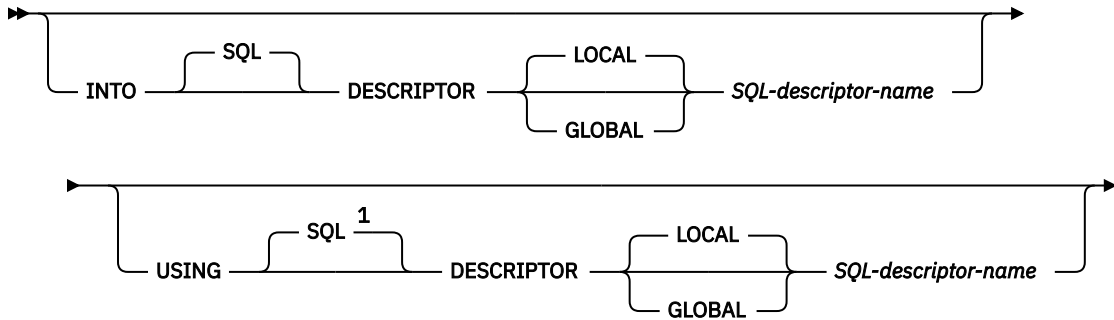 SQL LOCAL
INTO DESCRIPTOR SQL-descriptor-name
GLOBAL
SQL 1 LOCAL
USING DESCRIPTOR SQL-descriptor-name
GLOBAL